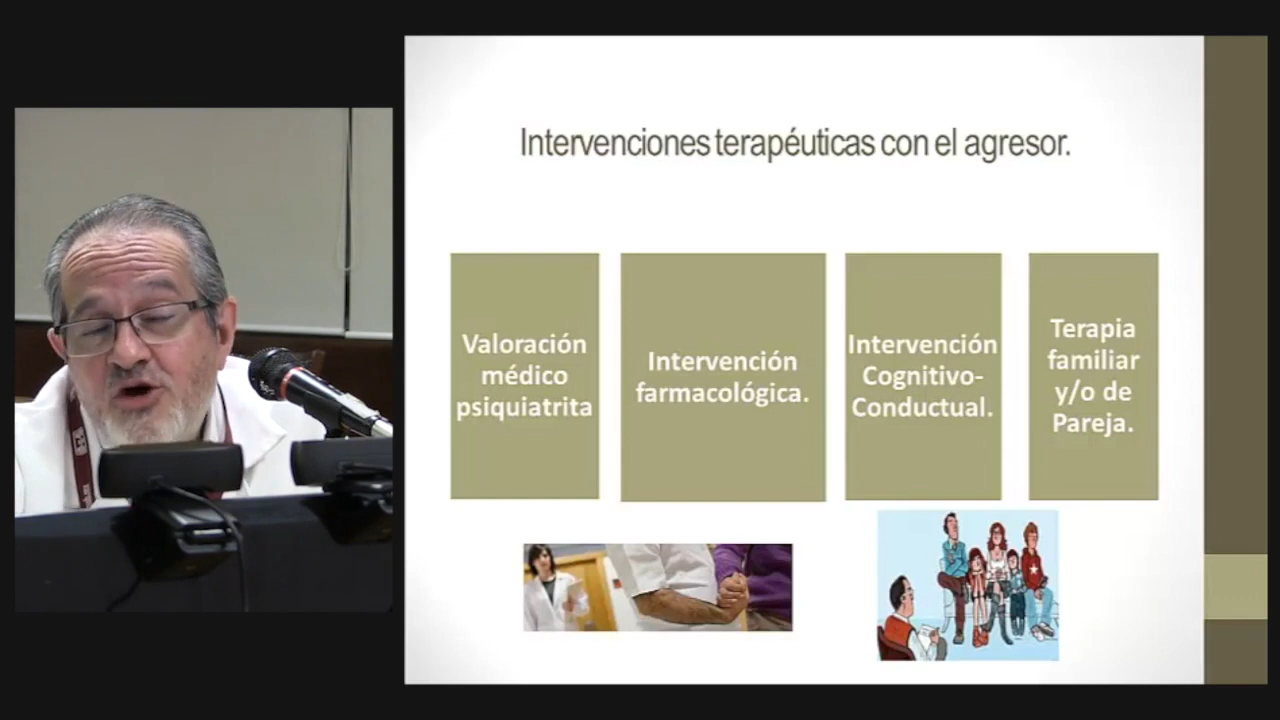 Intervenciones terapéuticas con el agresor.
Valoración
médico
psiquiatrita
Intervención
farmacológica.
Intervención
Cognitivo-
Conductual.
Terapia
familiar
y/o de
Pareja.